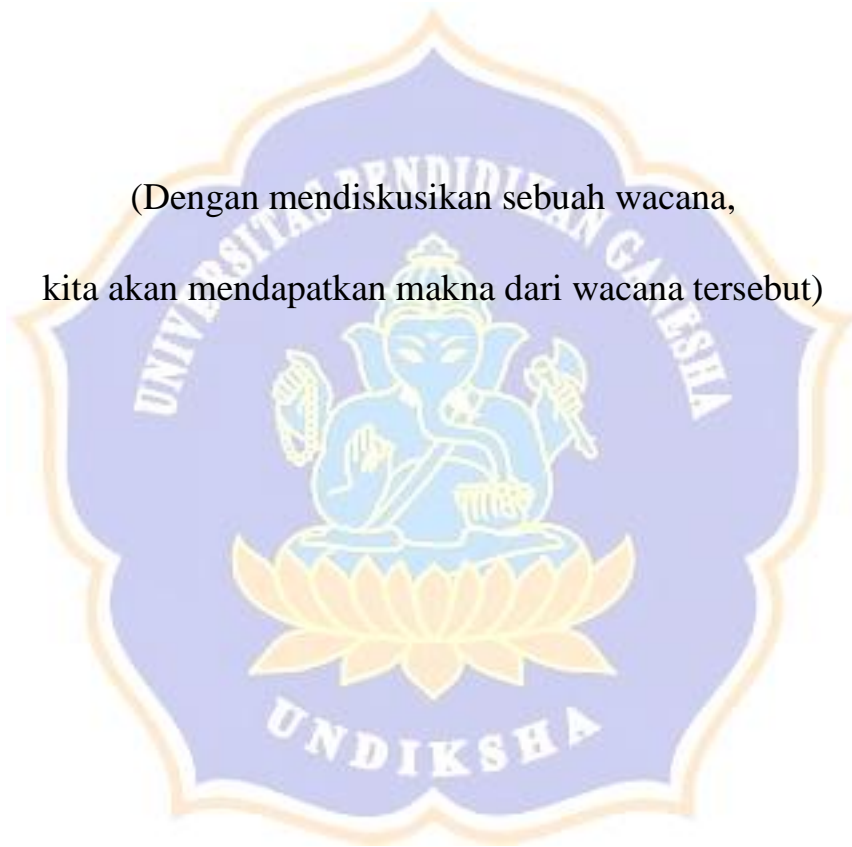 (Dengan mendiskusikan sebuah wacana,
kita akan mendapatkan makna dari wacana tersebut)
UNIVERSITAS PENDIDIKAN GANESHA
UNDIKSHA